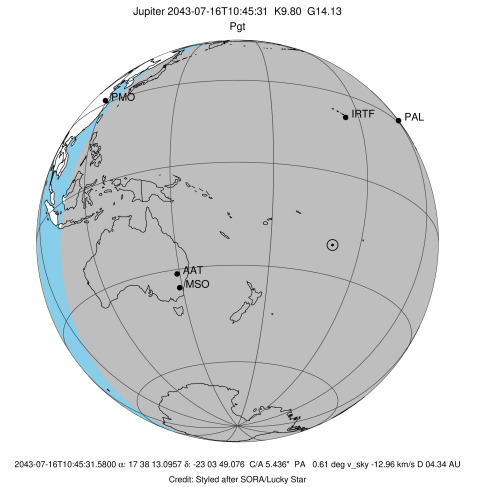 Jupiter 2043-07-16T10:45:31 K9.80 G14.13
Pgt
PMO
IRTF
PAL
AAT
MSO
2043-07-16T10:45:31.5800 α: 17 38 13.0957 δ: -23 03 49.076 C/A 5.436" PA 0.61 deg v_sky -12.96 km/s D 04.34 AU
Credit: Styled after SORA/Lucky Star